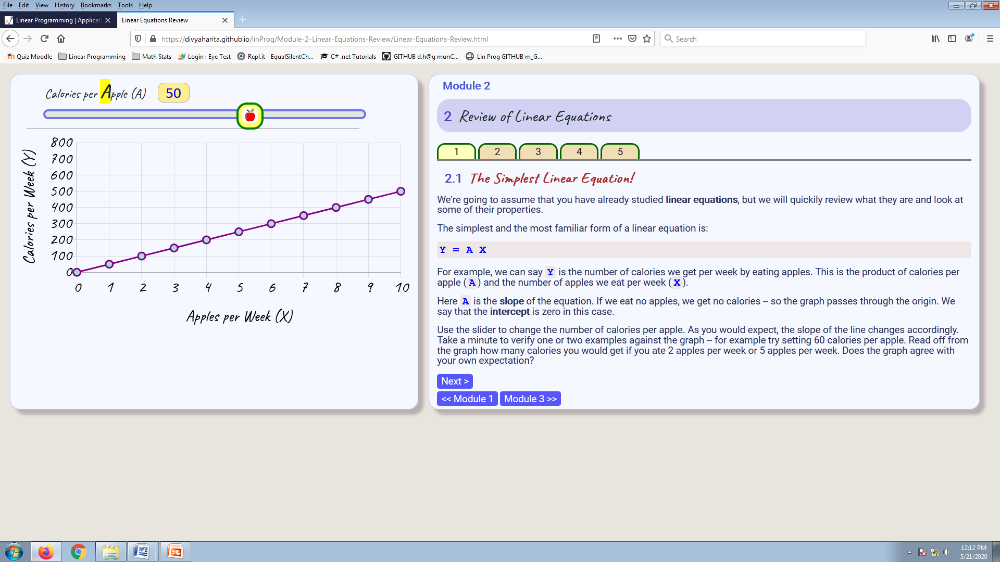 File Edit View History Bookmarks Tools Help
Linear Programming | Applicat
Linear Equations Review
https://divyaharita.github.io/linProg/Module-2-Linear-Equations-Review/Linear-Equations-Review.html
Search
Quiz Moodle Linear Programming Math Stats Login : Eye Test Repl.it - EqualSilentCh... C# .net Tutorials GITHUB d.h@g munC... Lin Prog GITHUB m_G...
Calories per Apple (A) 50
800
700
600
500
400
300
200
100
0
Calories per Week (Y)
0 1 2 3 4 5 6 7 8 9 10
Apples per Week (X)
Module 2
2 Review of Linear Equations
1 2 3 4 5
2.1 The Simplest Linear Equation!
We're going to assume that you have already studied linear equations, but we will quickily review what they are and look at
some of their properties.
The simplest and the most familiar form of a linear equation is:
Y = A X
For example, we can say Y is the number of calories we get per week by eating apples. This is the product of calories per
apple ( A ) and the number of apples we eat per week ( X ).
Here A is the slope of the equation. If we eat no apples, we get no calories -- so the graph passes through the origin. We
say that the intercept is zero in this case.
Use the slider to change the number of calories per apple. As you would expect, the slope of the line changes accordingly.
Take a minute to verify one or two examples against the graph -- for example try setting 60 calories per apple. Read off from
the graph how many calories you would get if you ate 2 apples per week or 5 apples per week. Does the graph agree with
your own expectation?
Next >
<< Module 1 Module 3 >>
12:12 PM
5/21/2020